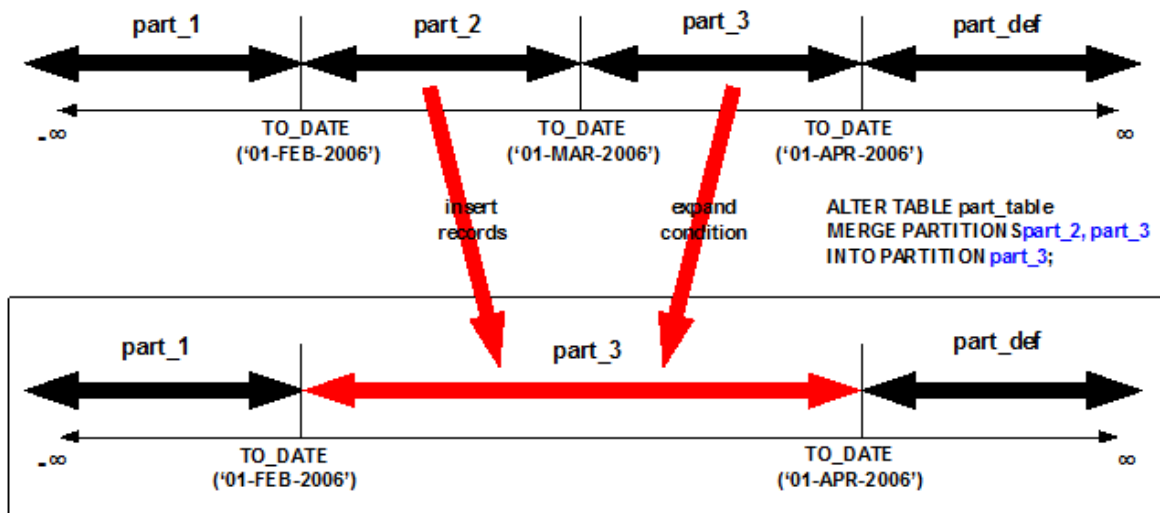 part_1 part_2 part_3 part_def
-∞ TO_DATE TO_DATE TO_DATE ∞
(‘01-FEB-2006’) (‘01-MAR-2006’) (‘01-APR-2006’)
insert expand ALTER TABLE part_table
records condition MERGE PARTITIONS part_2, part_3
INTO PARTITION part_3;
part_1 part_3 part_def
-∞ TO_DATE TO_DATE ∞
(‘01-FEB-2006’) (‘01-APR-2006’)